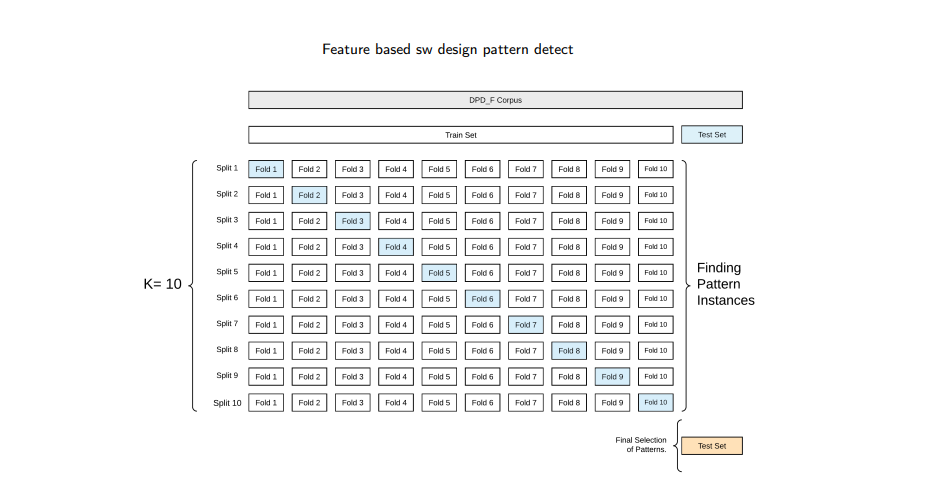 Feature based sw design pattern detect
DPD_F Corpus
Train Set
Test Set
Split 1 Fold 1 Fold 2 Fold 3 Fold 4 Fold 5 Fold 6 Fold 7 Fold 8 Fold 9 Fold 10
Split 2 Fold 1 Fold 2 Fold 3 Fold 4 Fold 5 Fold 6 Fold 7 Fold 8 Fold 9 Fold 10
Split 3 Fold 1 Fold 2 Fold 3 Fold 4 Fold 5 Fold 6 Fold 7 Fold 8 Fold 9 Fold 10
Split 4 Fold 1 Fold 2 Fold 3 Fold 4 Fold 5 Fold 6 Fold 7 Fold 8 Fold 9 Fold 10
Split 5 Fold 1 Fold 2 Fold 3 Fold 4 Fold 5 Fold 6 Fold 7 Fold 8 Fold 9 Fold 10
Split 6 Fold 1 Fold 2 Fold 3 Fold 4 Fold 5 Fold 6 Fold 7 Fold 8 Fold 9 Fold 10
Split 7 Fold 1 Fold 2 Fold 3 Fold 4 Fold 5 Fold 6 Fold 7 Fold 8 Fold 9 Fold 10
Split 8 Fold 1 Fold 2 Fold 3 Fold 4 Fold 5 Fold 6 Fold 7 Fold 8 Fold 9 Fold 10
Split 9 Fold 1 Fold 2 Fold 3 Fold 4 Fold 5 Fold 6 Fold 7 Fold 8 Fold 9 Fold 10
Split 10 Fold 1 Fold 2 Fold 3 Fold 4 Fold 5 Fold 6 Fold 7 Fold 8 Fold 9 Fold 10
K= 10
Finding
Pattern
Instances
Final Selection
of Patterns.
Test Set